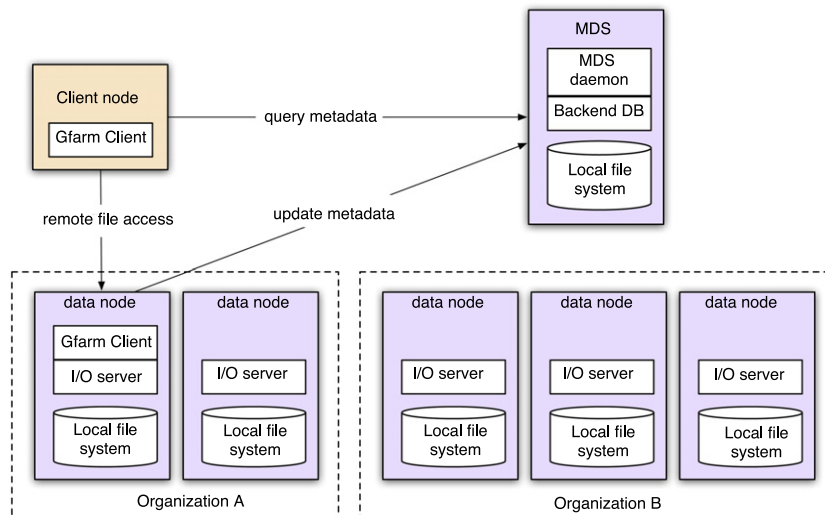 MDS
MDS
daemon
Backend DB
Local file
system
Client node
Gfarm Client
query metadata
remote file access
update metadata
data node
Gfarm Client
I/O server
Local file
system
data node
I/O server
Local file
system
Organization A
data node
I/O server
Local file
system
data node
I/O server
Local file
system
data node
I/O server
Local file
system
Organization B